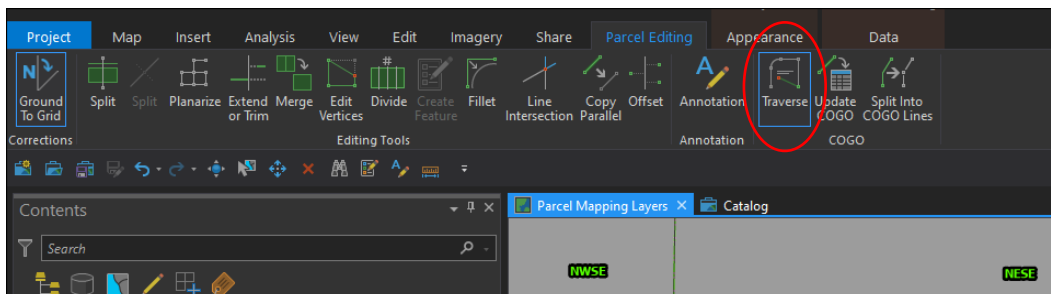 Project Map Insert Analysis View Edit Imagery Share Parcel Editing Appearance Data
N
#
A
Ground To Grid
Split
Split
Planarize
Extend or Trim
Merge
Edit Vertices
Divide
Create Feature
Fillet
Line Intersection
Copy Parallel
Offset
Annotation
Traverse
Update COGO
Split Into COGO Lines
Corrections Editing Tools Annotation COGO
Contents
Parcel Mapping Layers Catalog
Search
NWSE NESE